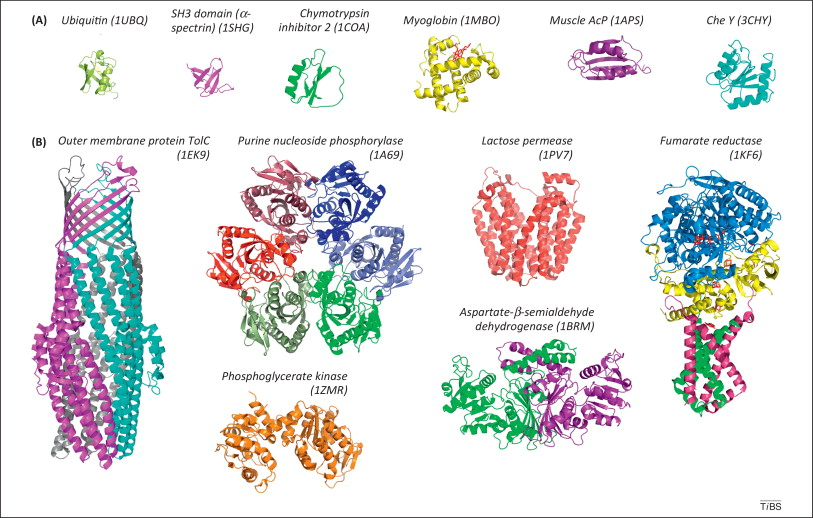 (A)
Ubiquitin (1UBQ)
SH3 domain (α-
spectrin) (1SHG)
Chymotrypsin
inhibitor 2 (1COA)
Myoglobin (1MBO)
Muscle AcP (1APS)
Che Y (3CHY)
(B)
Outer membrane protein TolC
(1EK9)
Purine nucleoside phosphorylase
(1A69)
Lactose permease
(1PV7)
Fumarate reductase
(1KF6)
Aspartate-β-semialdehyde
dehydrogenase (1BRM)
Phosphoglycerate kinase
(1ZMR)
TiBS